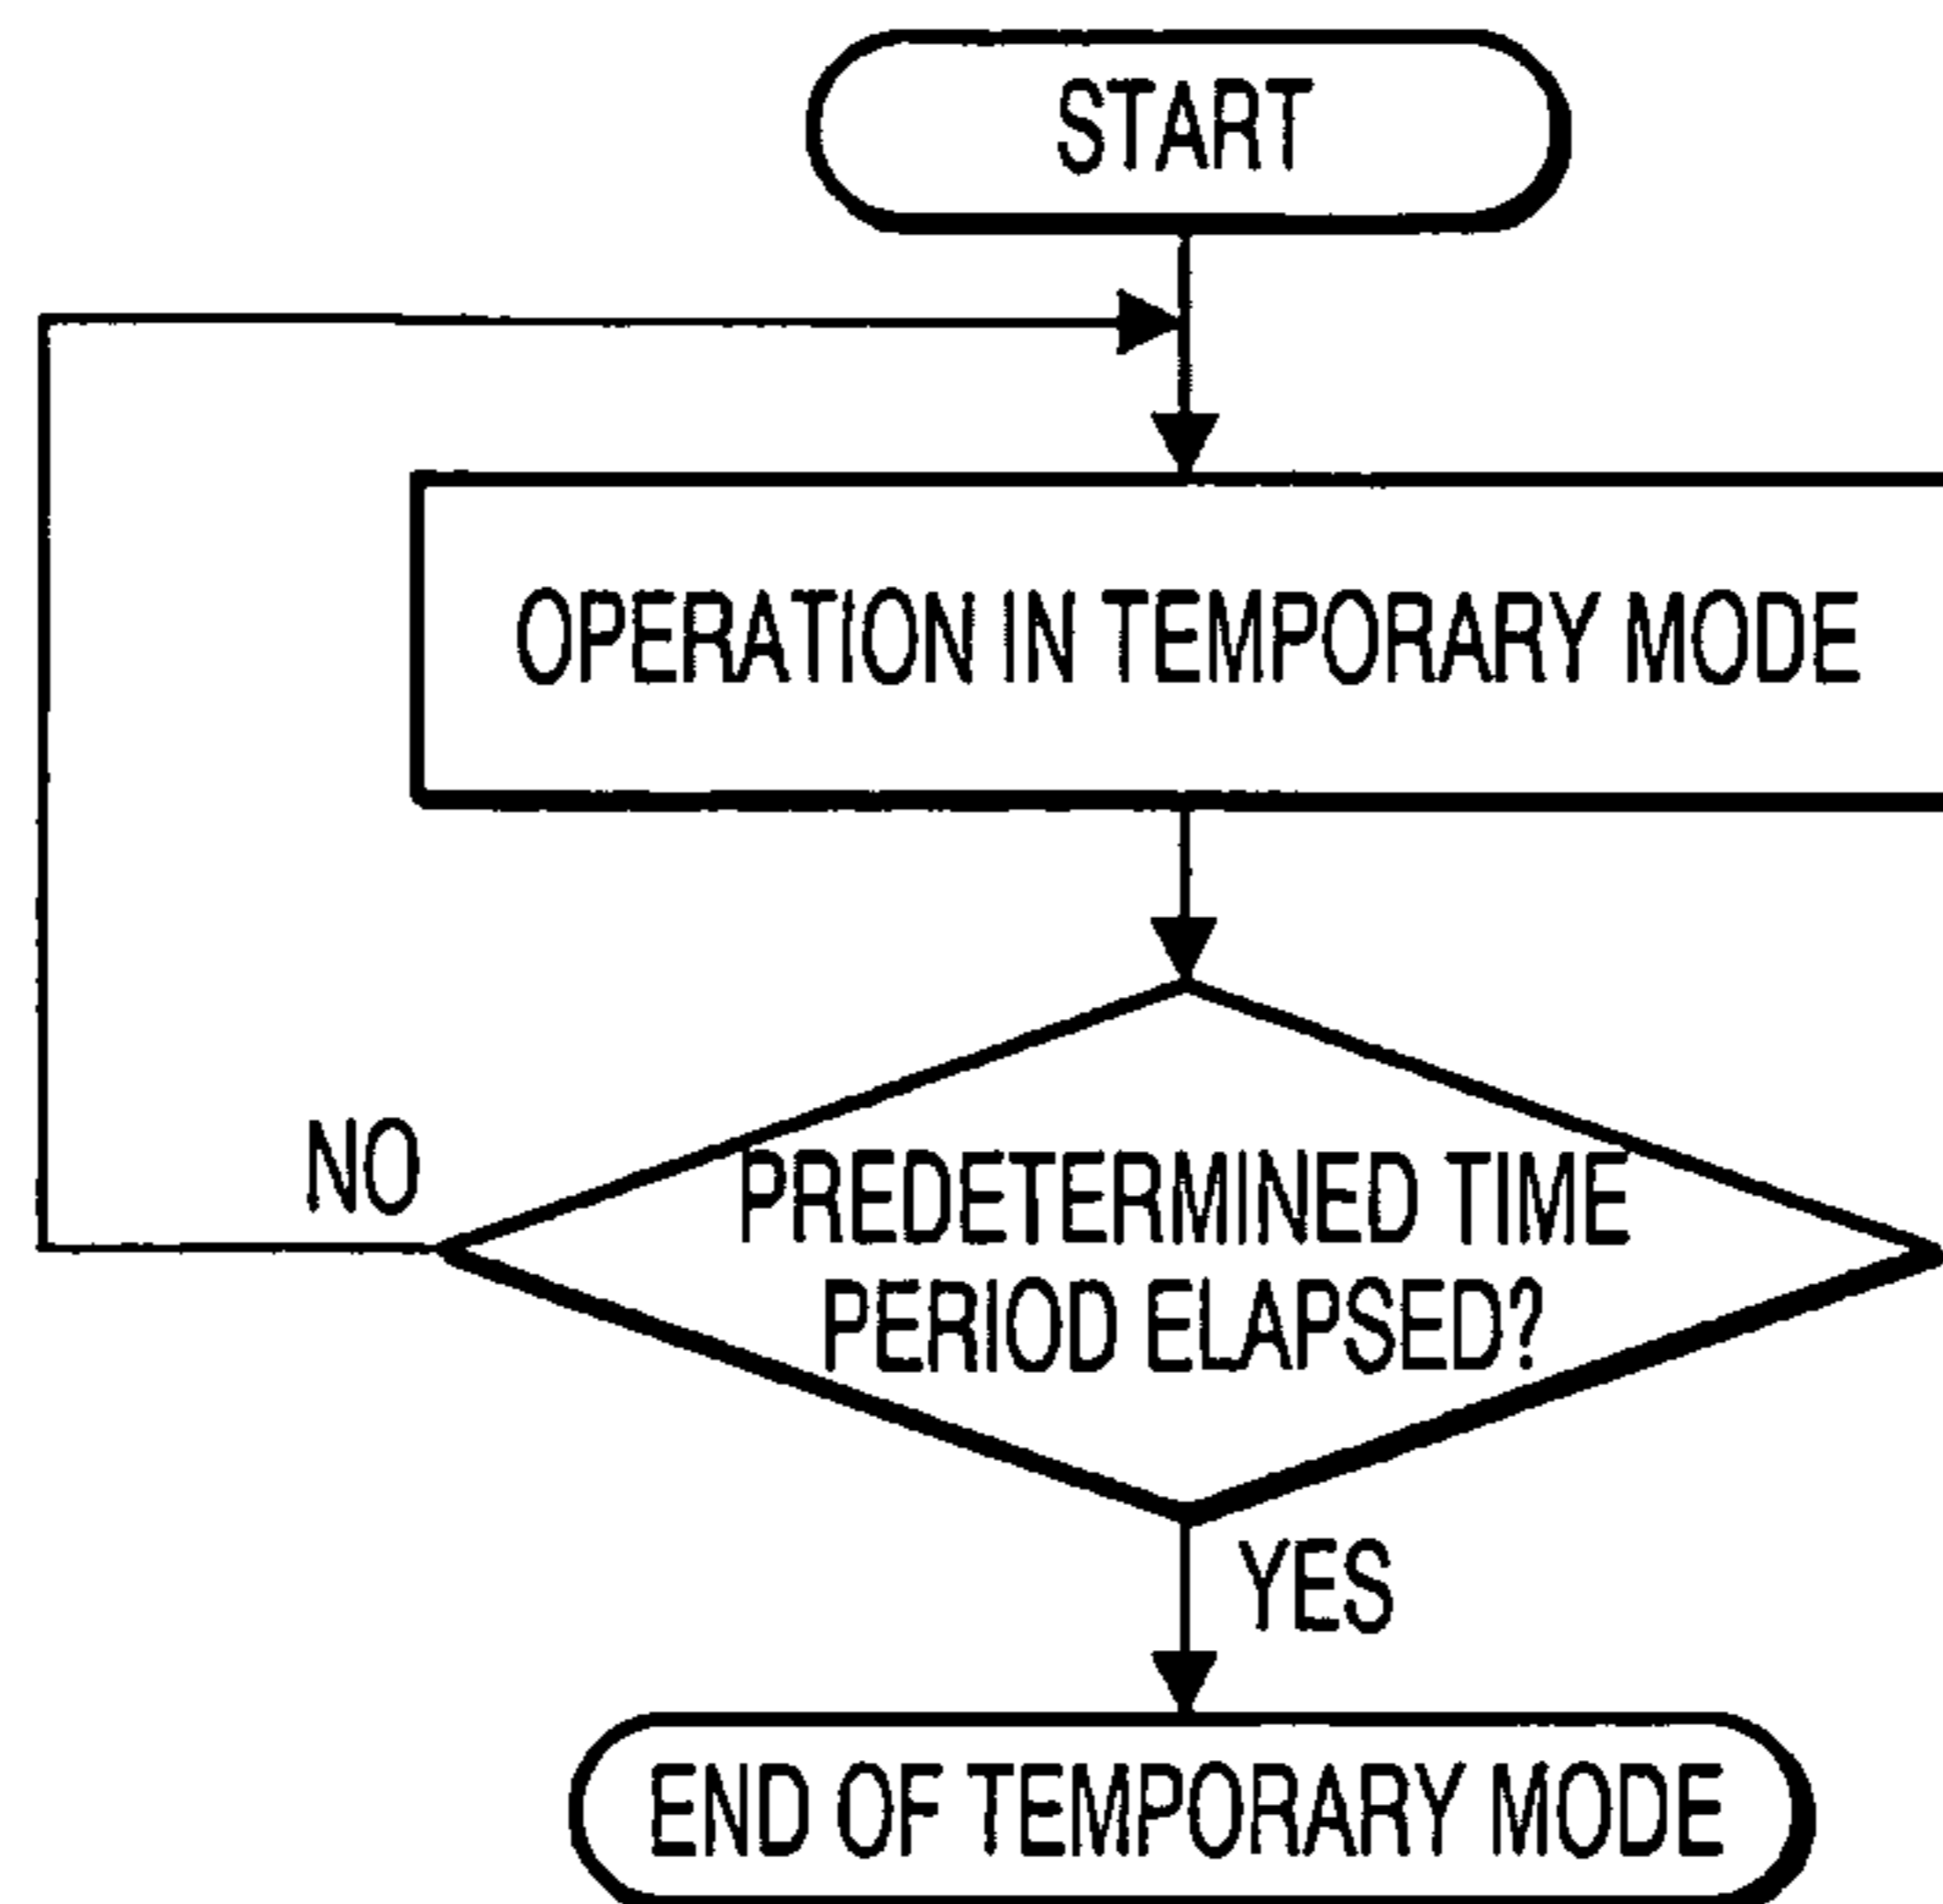 START
OPERATION IN TEMPORARY MODE
NO
PREDETERMINED TIME
PERIOD ELAPSED?
YES
END OF TEMPORARY MODE